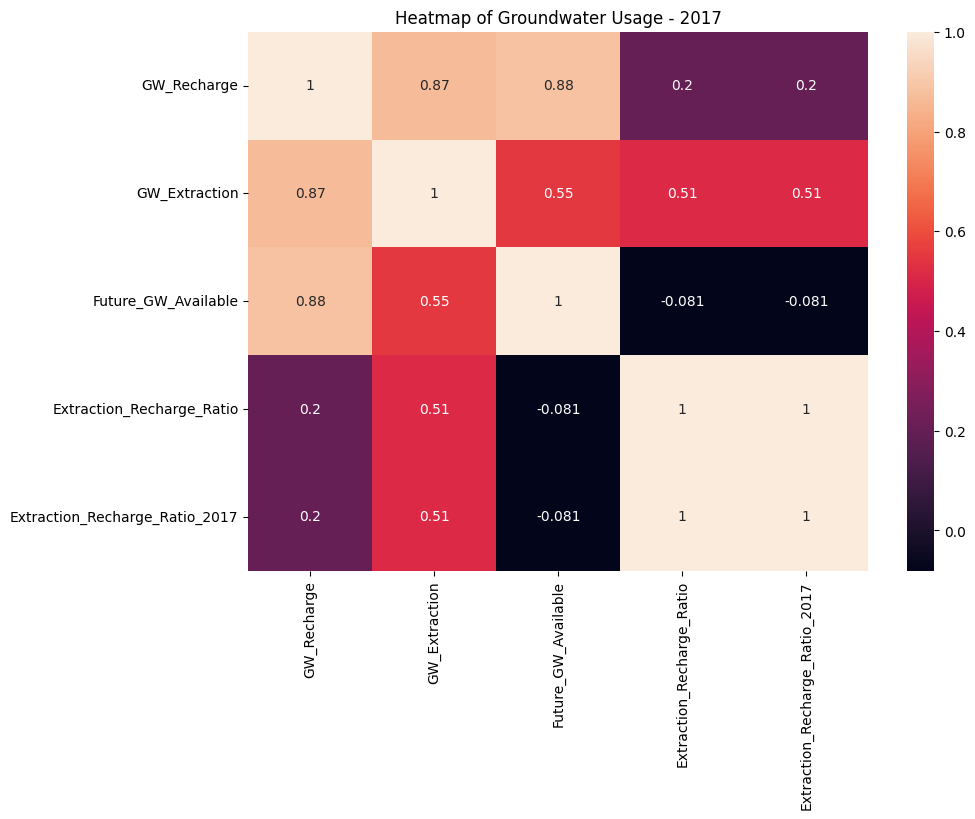 Heatmap of Groundwater Usage - 2017
GW_Recharge 1 0.87 0.88 0.2 0.2
GW_Extraction 0.87 1 0.55 0.51 0.51
Future_GW_Available 0.88 0.55 1 -0.081 -0.081
Extraction_Recharge_Ratio 0.2 0.51 -0.081 1 1
Extraction_Recharge_Ratio_2017 0.2 0.51 -0.081 1 1
GW_Recharge
GW_Extraction
Future_GW_Available
Extraction_Recharge_Ratio
Extraction_Recharge_Ratio_2017
1.0
0.8
0.6
0.4
0.2
0.0